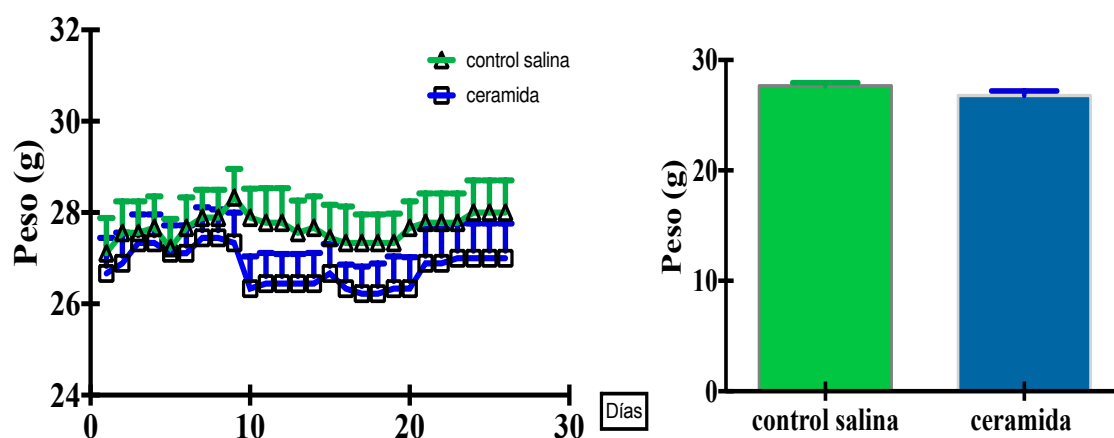 Peso (g)
32
30
28
26
24
0
10
20
30
Días
control salina
ceramida
Peso (g)
30
20
10
0
control salina
ceramida